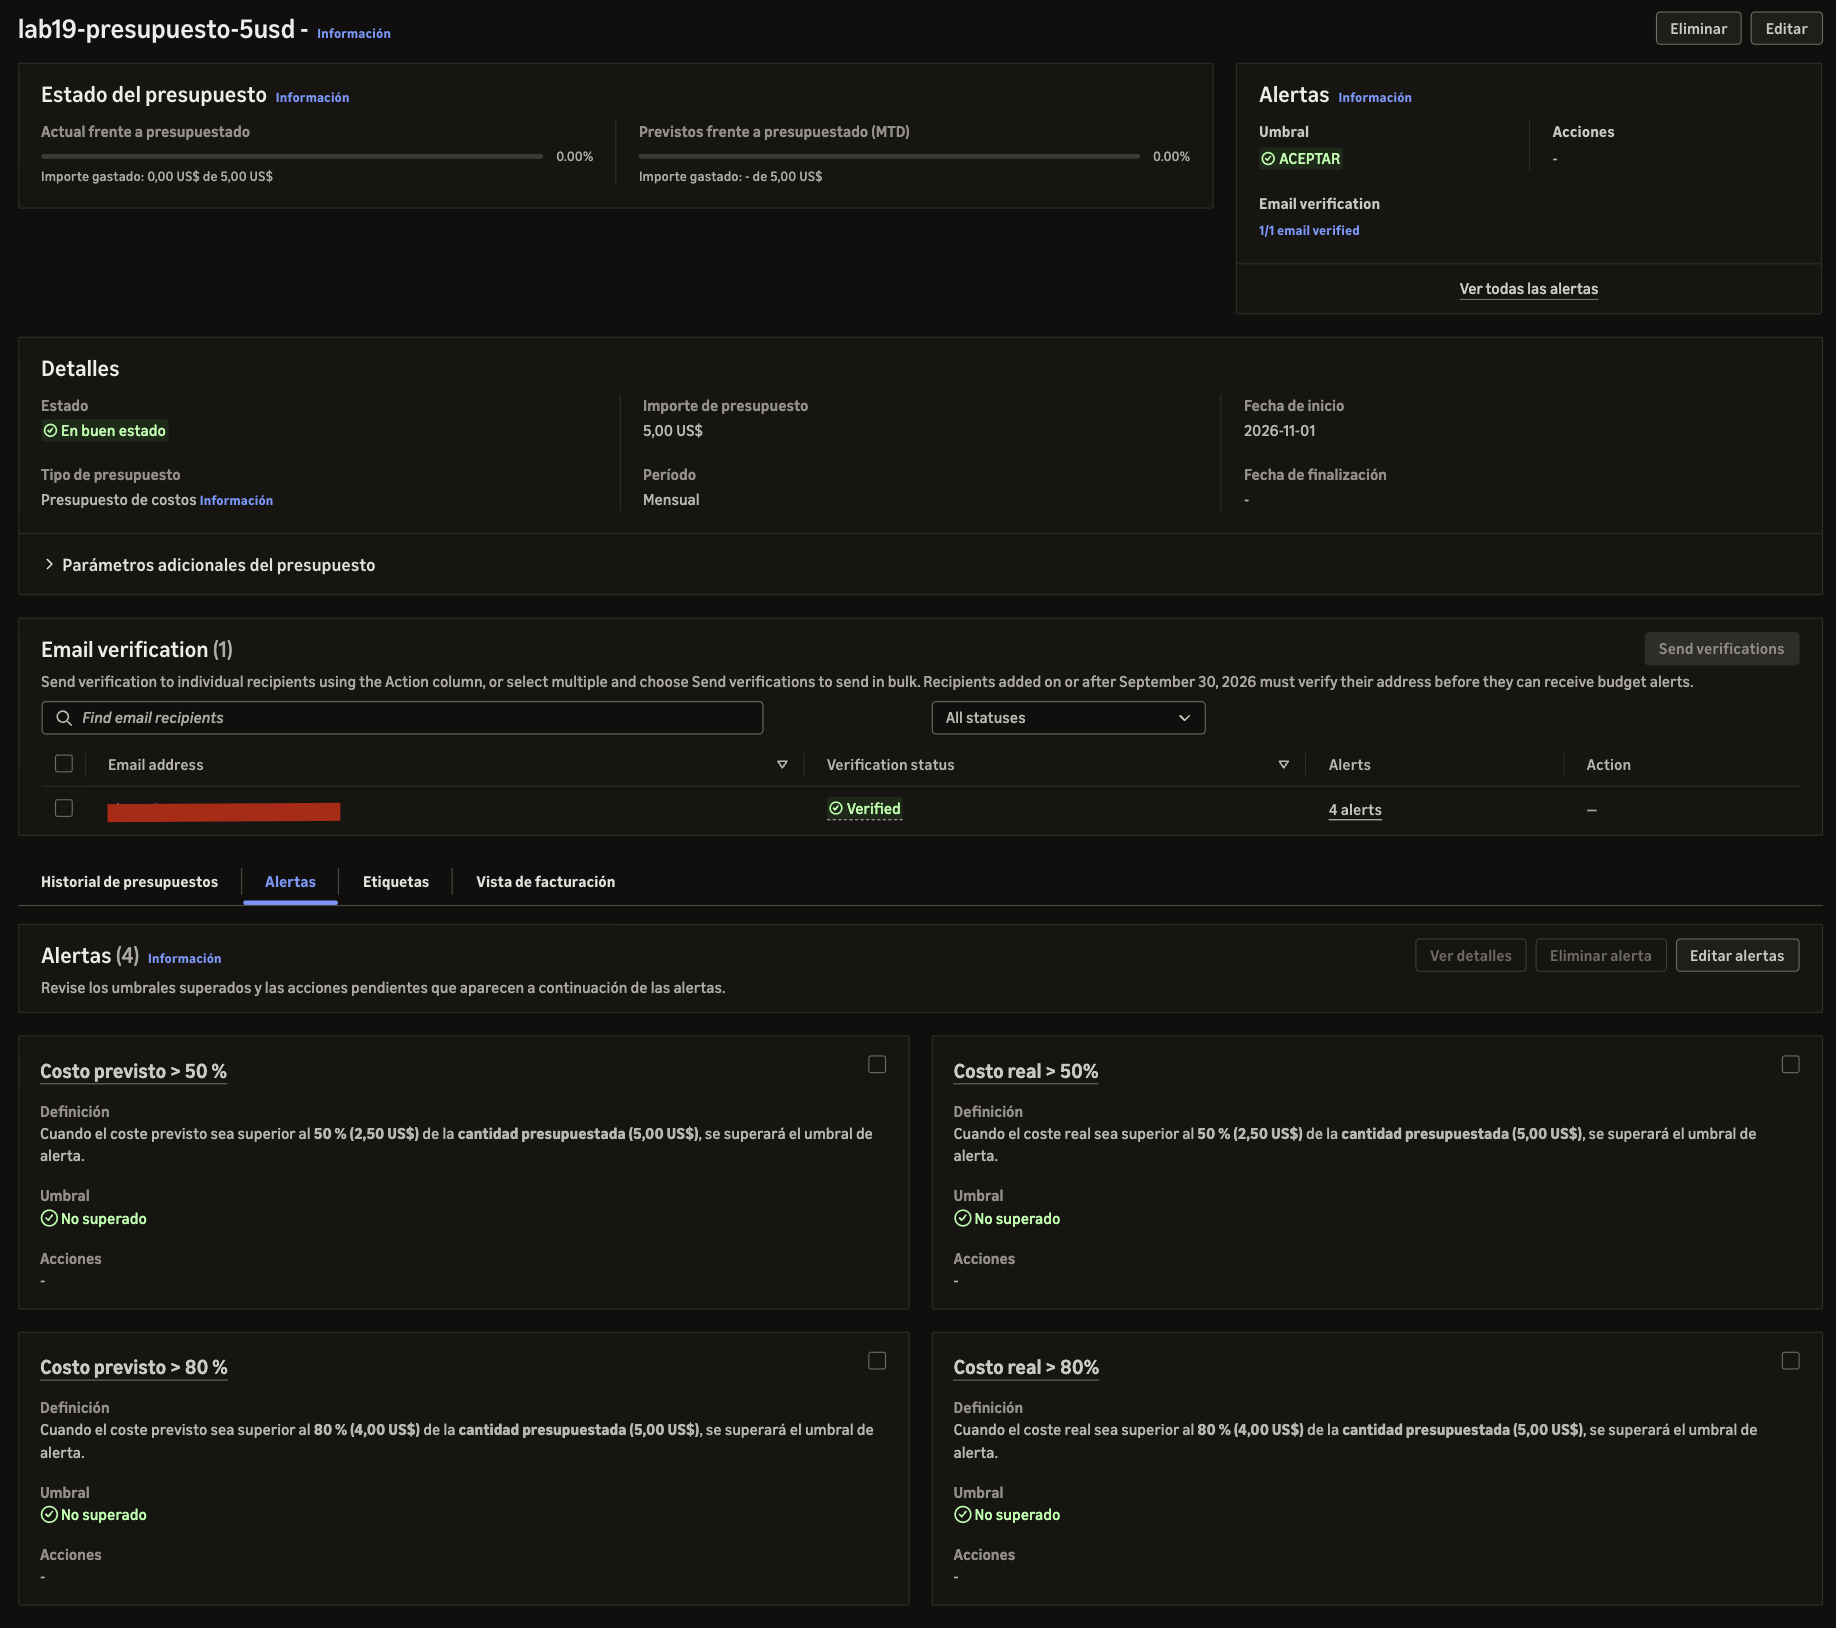 lab19-presupuesto-5usd - Información
Eliminar
Editar
Estado del presupuesto Información
Actual frente a presupuestado
0.00%
Importe gastado: 0,00 US$ de 5,00 US$
Previstos frente a presupuestado (MTD)
0.00%
Importe gastado: - de 5,00 US$
Alertas Información
Umbral
ACEPTAR
Acciones
-
Email verification
1/1 email verified
Ver todas las alertas
Detalles
Estado
En buen estado
Tipo de presupuesto
Presupuesto de costos Información
Importe de presupuesto
5,00 US$
Período
Mensual
Fecha de inicio
2026-11-01
Fecha de finalización
-
Parámetros adicionales del presupuesto
Email verification (1)
Send verifications
Send verification to individual recipients using the Action column, or select multiple and choose Send verifications to send in bulk. Recipients added on or after September 30, 2026 must verify their address before they can receive budget alerts.
Find email recipients
All statuses
Email address
Verification status
Alerts
Action
Verified
4 alerts
–
Historial de presupuestos
Alertas
Etiquetas
Vista de facturación
Alertas (4) Información
Ver detalles
Eliminar alerta
Editar alertas
Revise los umbrales superados y las acciones pendientes que aparecen a continuación de las alertas.
Costo previsto > 50 %
Definición
Cuando el coste previsto sea superior al 50 % (2,50 US$) de la cantidad presupuestada (5,00 US$), se superará el umbral de
alerta.
Umbral
No superado
Acciones
-
Costo real > 50%
Definición
Cuando el coste real sea superior al 50 % (2,50 US$) de la cantidad presupuestada (5,00 US$), se superará el umbral de
alerta.
Umbral
No superado
Acciones
-
Costo previsto > 80 %
Definición
Cuando el coste previsto sea superior al 80 % (4,00 US$) de la cantidad presupuestada (5,00 US$), se superará el umbral de
alerta.
Umbral
No superado
Acciones
-
Costo real > 80%
Definición
Cuando el coste real sea superior al 80 % (4,00 US$) de la cantidad presupuestada (5,00 US$), se superará el umbral de
alerta.
Umbral
No superado
Acciones
-